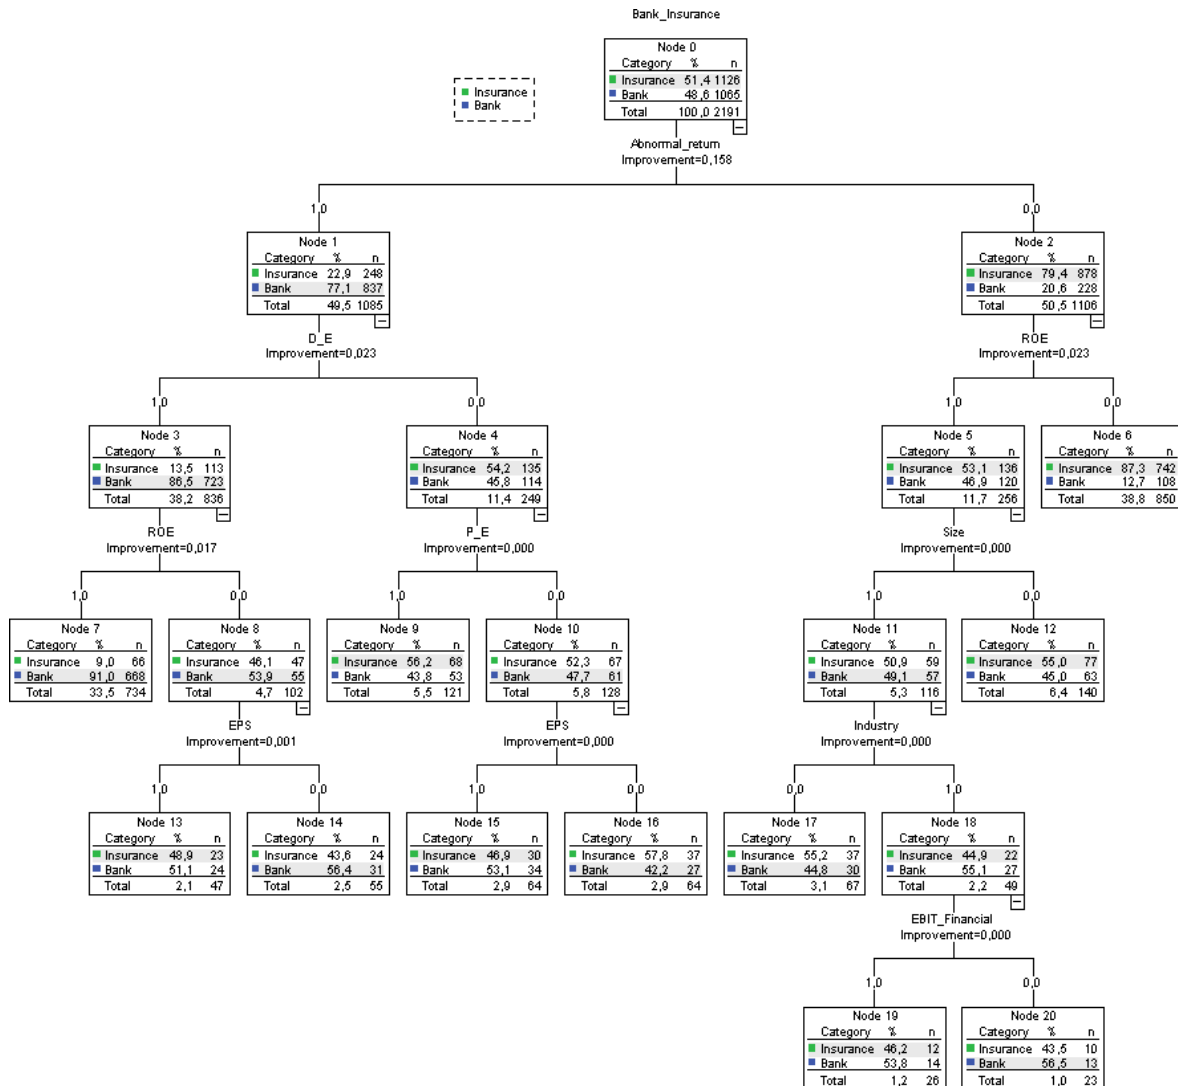 Bank_Insurance
Insurance
Bank
Node 0
Category % n
Insurance 51,4 1126
Bank 48,6 1065
Total 100,0 2191
Abnormal_return
Improvement=0,158
1,0 0,0
Node 1
Category % n
Insurance 22,9 248
Bank 77,1 837
Total 49,5 1085
Node 2
Category % n
Insurance 79,4 878
Bank 20,6 228
Total 50,5 1106
D_E
Improvement=0,023
ROE
Improvement=0,023
1,0 0,0 1,0 0,0
Node 3
Category % n
Insurance 13,5 113
Bank 86,5 723
Total 38,2 836
Node 4
Category % n
Insurance 54,2 135
Bank 45,8 114
Total 11,4 249
Node 5
Category % n
Insurance 53,1 136
Bank 46,9 120
Total 11,7 256
Node 6
Category % n
Insurance 87,3 742
Bank 12,7 108
Total 38,8 850
ROE
Improvement=0,017
P_E
Improvement=0,000
Size
Improvement=0,000
1,0 0,0 1,0 0,0 1,0 0,0
Node 7
Category % n
Insurance 9,0 66
Bank 91,0 668
Total 33,5 734
Node 8
Category % n
Insurance 46,1 47
Bank 53,9 55
Total 4,7 102
Node 9
Category % n
Insurance 56,2 68
Bank 43,8 53
Total 5,5 121
Node 10
Category % n
Insurance 52,3 67
Bank 47,7 61
Total 5,8 128
Node 11
Category % n
Insurance 50,9 59
Bank 49,1 57
Total 5,3 116
Node 12
Category % n
Insurance 55,0 77
Bank 45,0 63
Total 6,4 140
EPS
Improvement=0,001
EPS
Improvement=0,000
Industry
Improvement=0,000
1,0 0,0 1,0 0,0 0,0 1,0
Node 13
Category % n
Insurance 48,9 23
Bank 51,1 24
Total 2,1 47
Node 14
Category % n
Insurance 43,6 24
Bank 56,4 31
Total 2,5 55
Node 15
Category % n
Insurance 46,9 30
Bank 53,1 34
Total 2,9 64
Node 16
Category % n
Insurance 57,8 37
Bank 42,2 27
Total 2,9 64
Node 17
Category % n
Insurance 55,2 37
Bank 44,8 30
Total 3,1 67
Node 18
Category % n
Insurance 44,9 22
Bank 55,1 27
Total 2,2 49
EBIT_Financial
Improvement=0,000
1,0 0,0
Node 19
Category % n
Insurance 46,2 12
Bank 53,8 14
Total 1,2 26
Node 20
Category % n
Insurance 43,5 10
Bank 56,5 13
Total 1,0 23